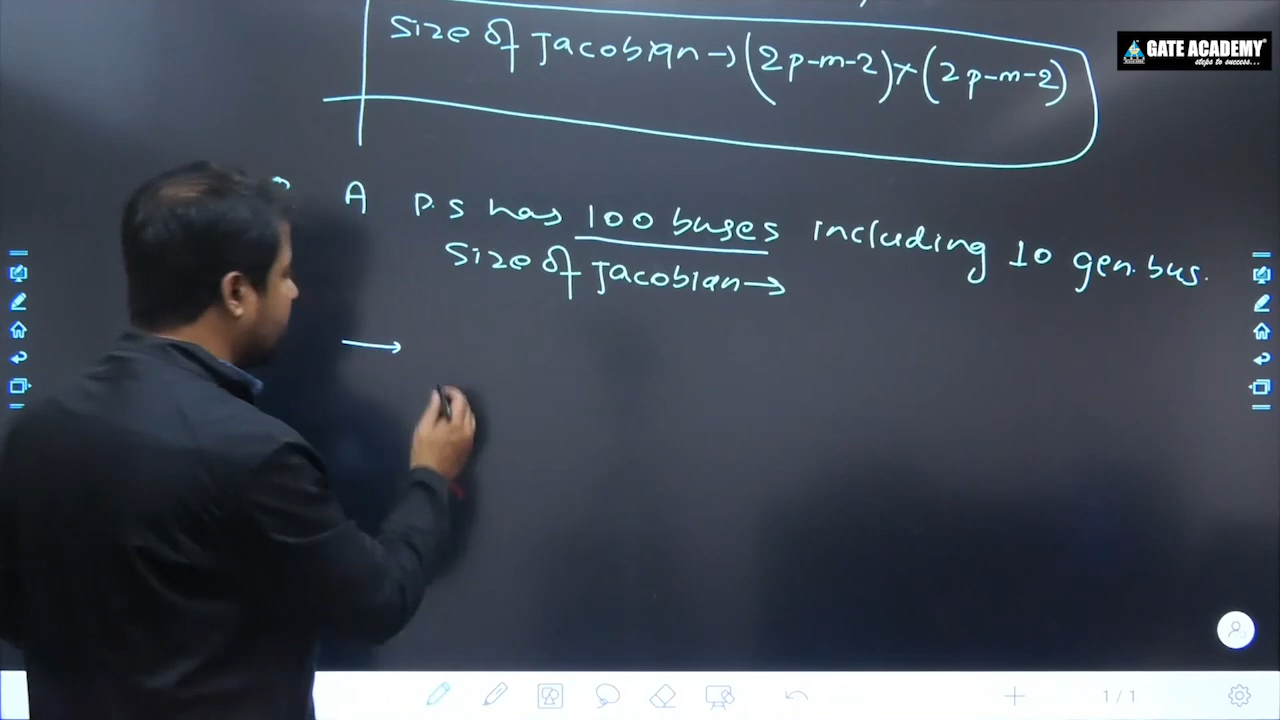 GATE ACADEMY
steps to success...
Size of Jacobian → (2p-m-2) × (2p-m-2)
A P.S has 100 buses including 10 gen. bus.
Size of Jacobian →
1 / 1